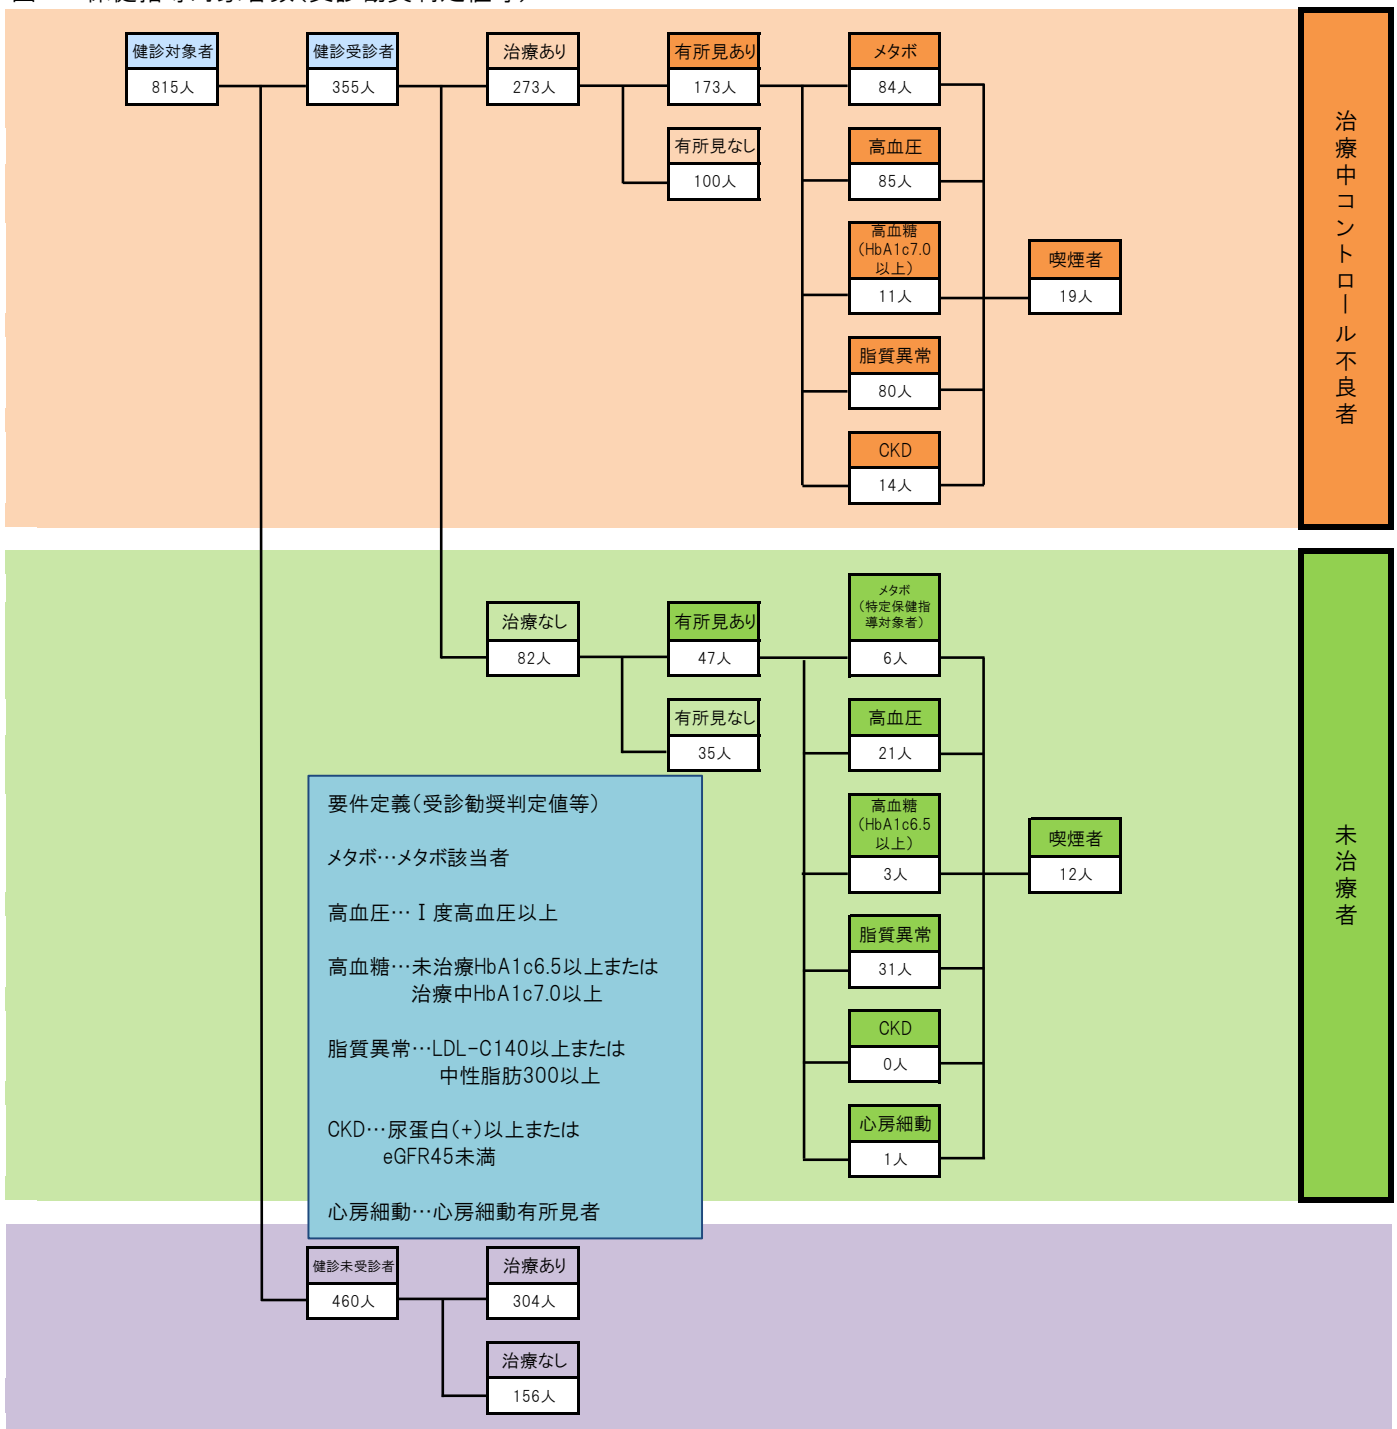 健診対象者
815人
健診受診者
355人
治療あり
273人
有所見あり
173人
有所見なし
100人
メタボ
84人
高血圧
85人
高血糖
(HbA1c7.0
以上)
11人
脂質異常
80人
CKD
14人
喫煙者
19人
治療中コントロール不良者
治療なし
82人
有所見あり
47人
有所見なし
35人
メタボ
(特定保健指
導対象者)
6人
高血圧
21人
高血糖
(HbA1c6.5
以上)
3人
脂質異常
31人
CKD
0人
心房細動
1人
喫煙者
12人
未治療者
要件定義(受診勧奨判定値等)
メタボ…メタボ該当者
高血圧…Ⅰ度高血圧以上
高血糖…未治療HbA1c6.5以上または
治療中HbA1c7.0以上
脂質異常…LDL-C140以上または
中性脂肪300以上
CKD…尿蛋白(+)以上または
eGFR45未満
心房細動…心房細動有所見者
健診未受診者
460人
治療あり
304人
治療なし
156人